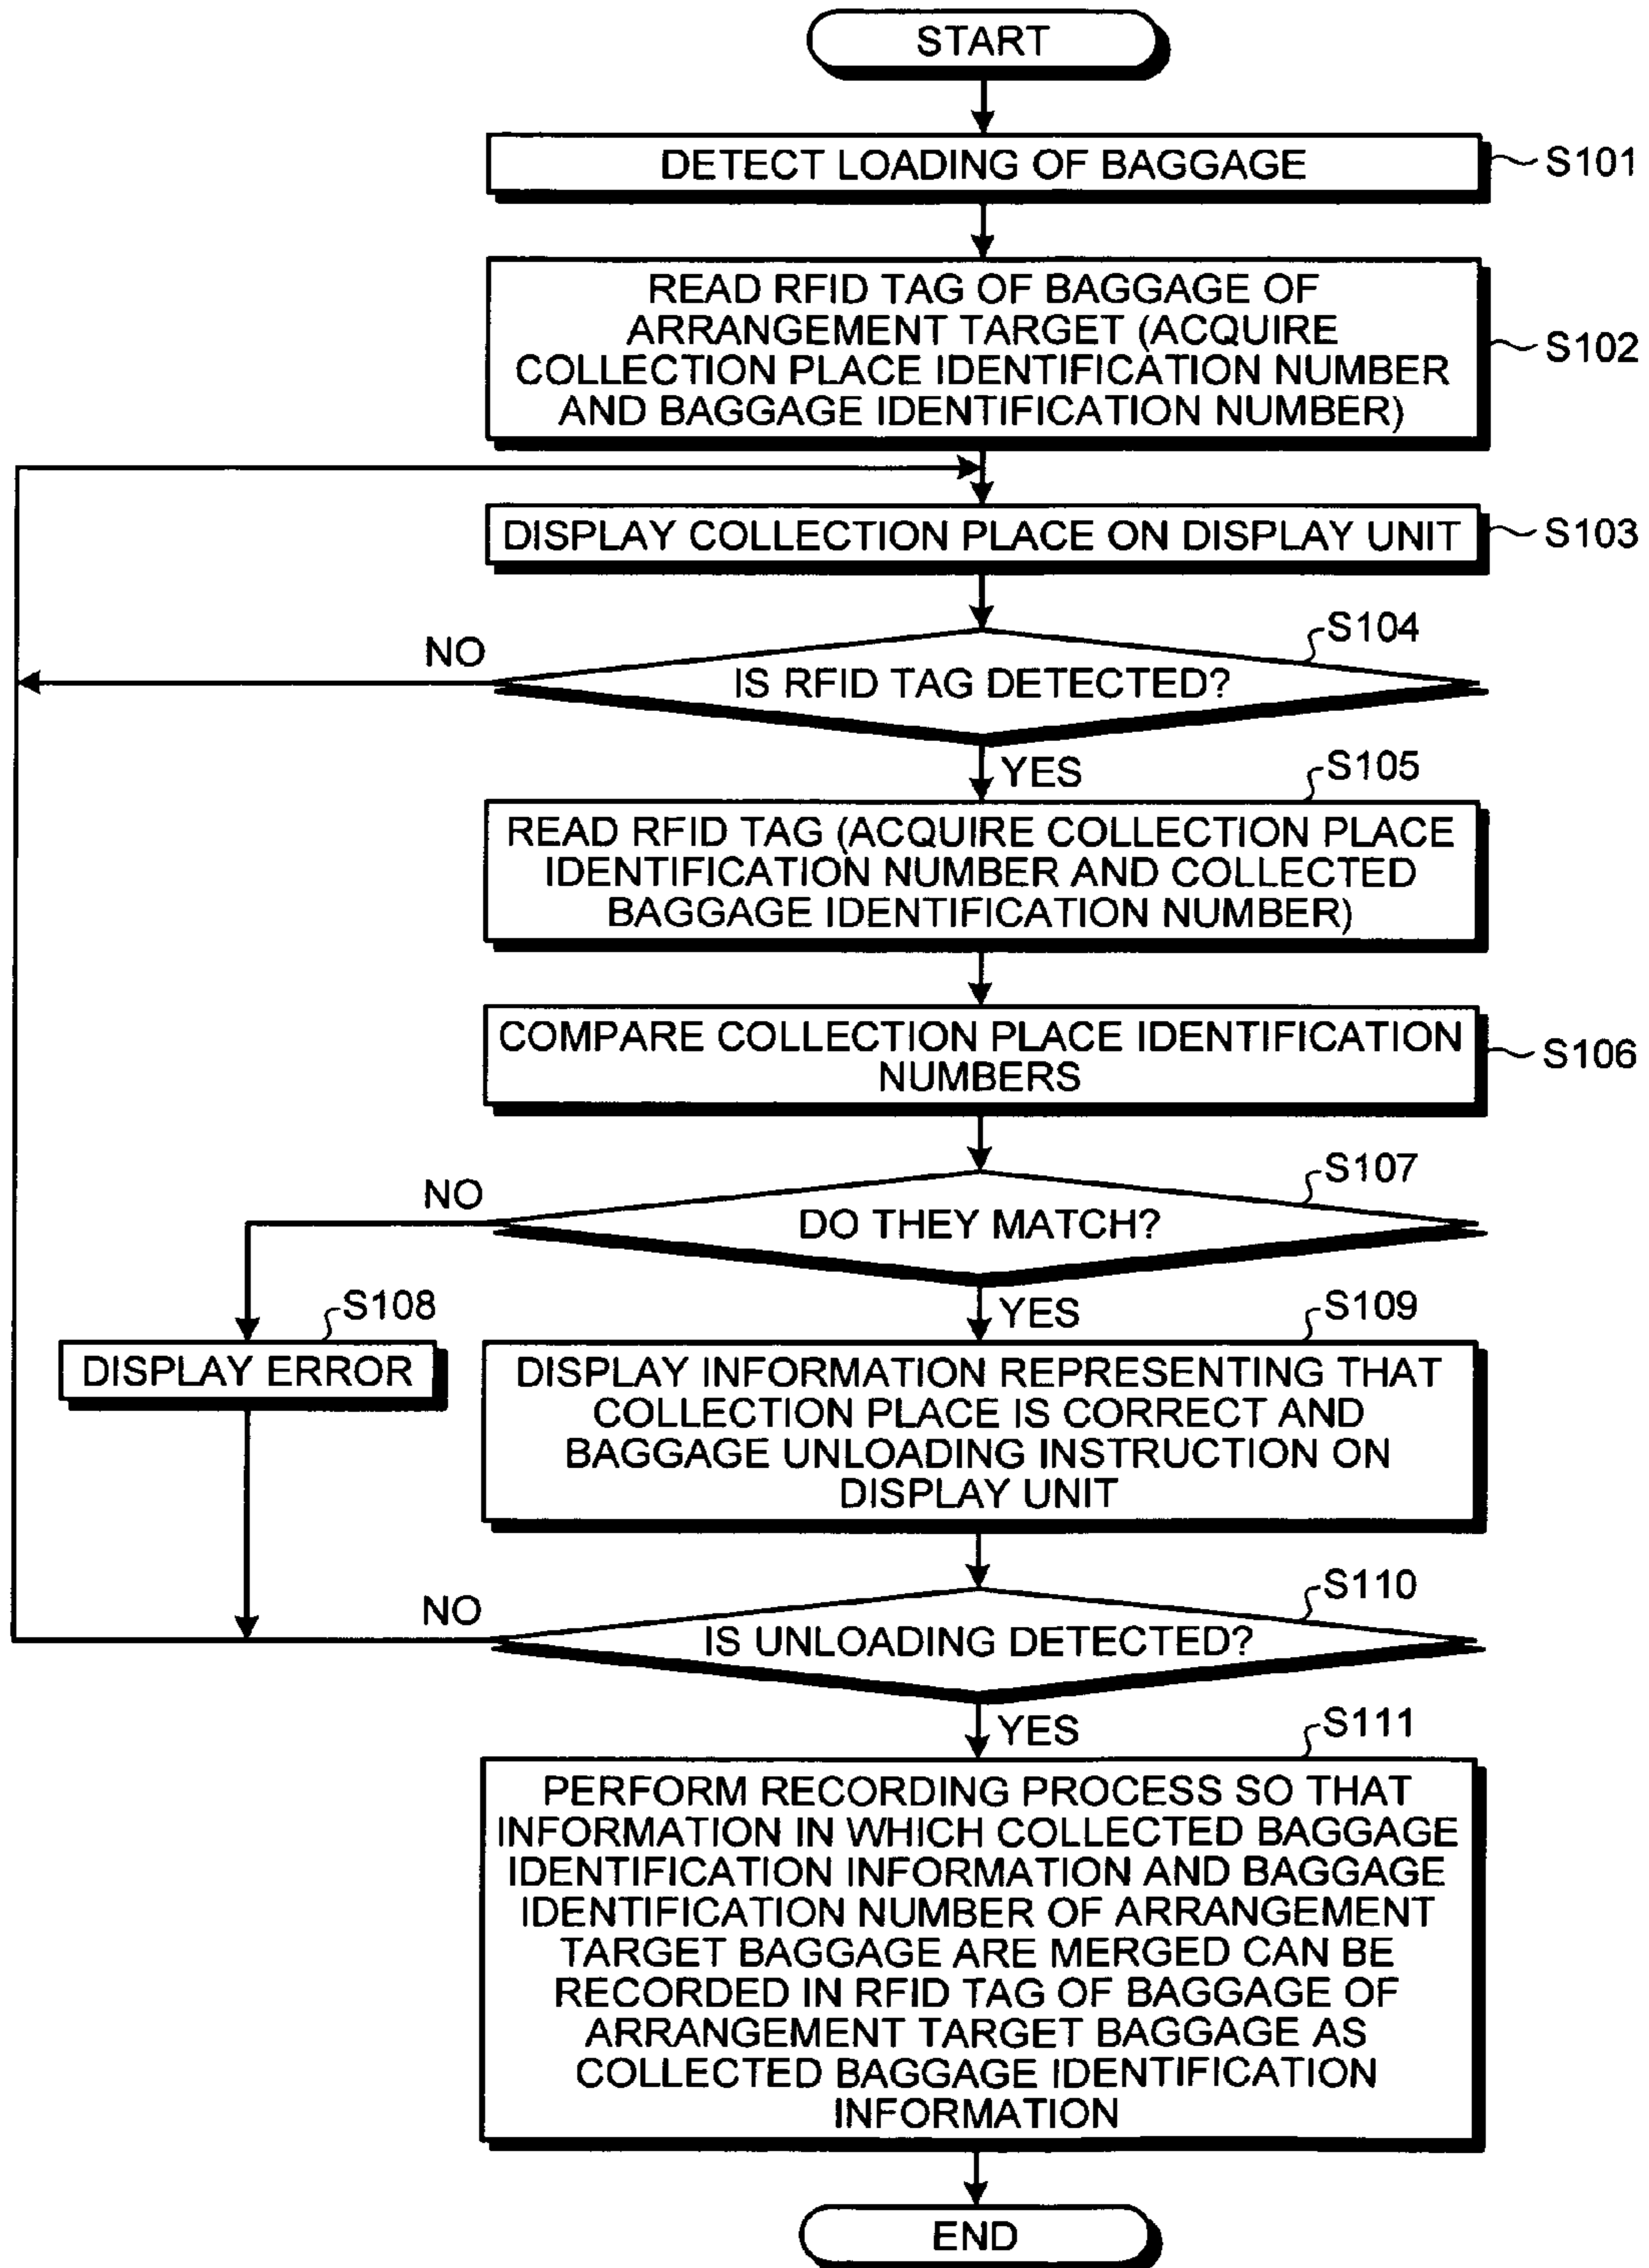 START
DETECT LOADING OF BAGGAGE
S101
READ RFID TAG OF BAGGAGE OF
ARRANGEMENT TARGET (ACQUIRE
COLLECTION PLACE IDENTIFICATION NUMBER
AND BAGGAGE IDENTIFICATION NUMBER)
S102
DISPLAY COLLECTION PLACE ON DISPLAY UNIT
S103
S104
NO
IS RFID TAG DETECTED?
YES
S105
READ RFID TAG (ACQUIRE COLLECTION PLACE
IDENTIFICATION NUMBER AND COLLECTED
BAGGAGE IDENTIFICATION NUMBER)
COMPARE COLLECTION PLACE IDENTIFICATION
NUMBERS
S106
S107
NO
DO THEY MATCH?
YES
S108
DISPLAY ERROR
S109
DISPLAY INFORMATION REPRESENTING THAT
COLLECTION PLACE IS CORRECT AND
BAGGAGE UNLOADING INSTRUCTION ON
DISPLAY UNIT
S110
NO
IS UNLOADING DETECTED?
YES
S111
PERFORM RECORDING PROCESS SO THAT
INFORMATION IN WHICH COLLECTED BAGGAGE
IDENTIFICATION INFORMATION AND BAGGAGE
IDENTIFICATION NUMBER OF ARRANGEMENT
TARGET BAGGAGE ARE MERGED CAN BE
RECORDED IN RFID TAG OF BAGGAGE OF
ARRANGEMENT TARGET BAGGAGE AS
COLLECTED BAGGAGE IDENTIFICATION
INFORMATION
END